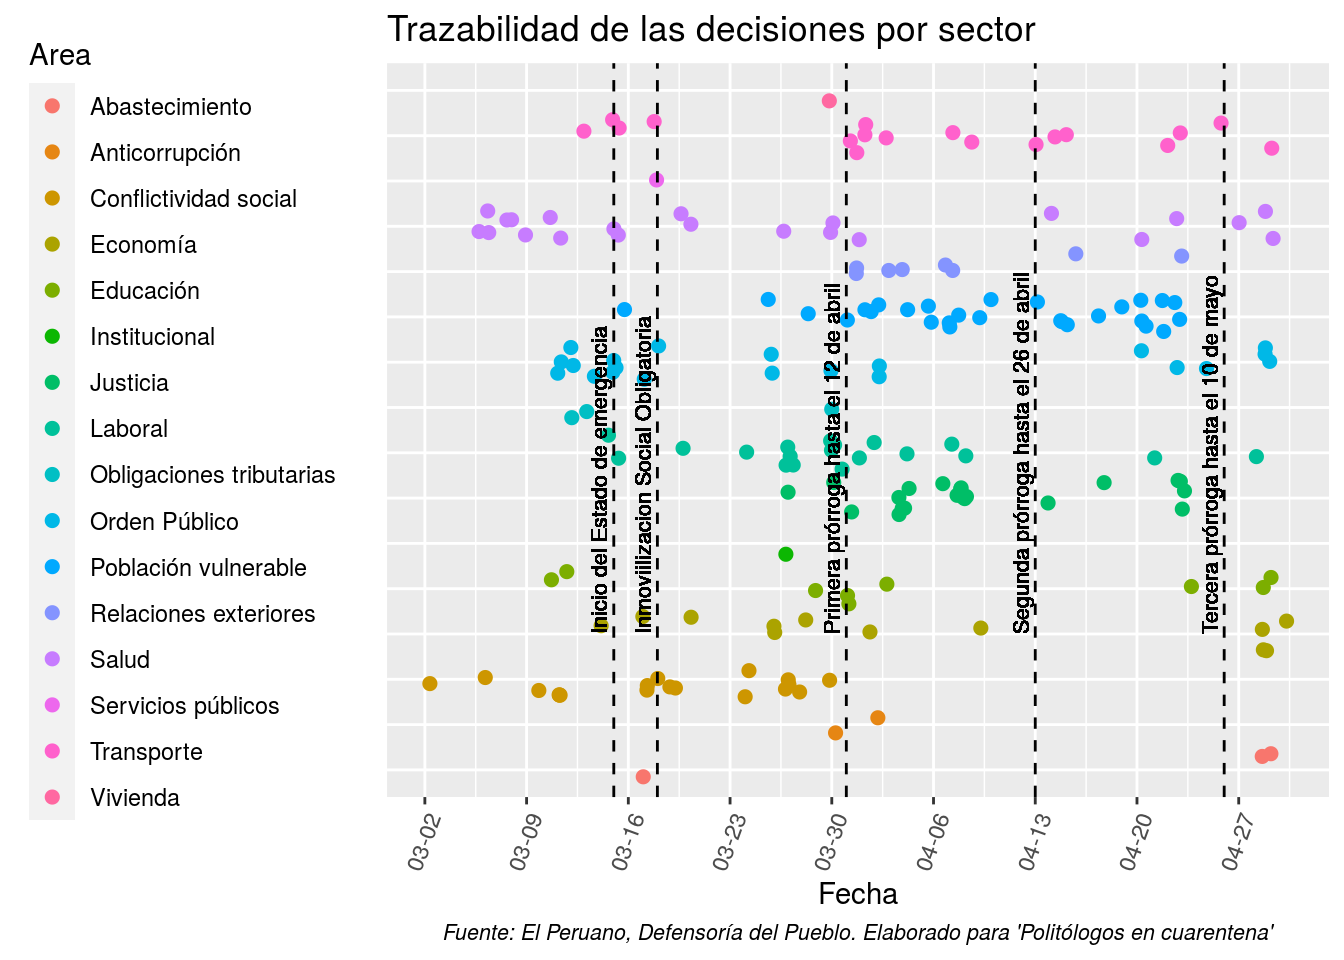 Trazabilidad de las decisiones por sector
Area
Abastecimiento
Anticorrupción
Conflictividad social
Economía
Educación
Institucional
Justicia
Laboral
Obligaciones tributarias
Orden Público
Población vulnerable
Relaciones exteriores
Salud
Servicios públicos
Transporte
Vivienda
Inicio del Estado de emergencia
Inmoviilizacion Social Obligatoria
Primera prórroga hasta el 12 de abril
Segunda prórroga hasta el 26 de abril
Tercera prórroga hasta el 10 de mayo
03-02
03-09
03-16
03-23
03-30
04-06
04-13
04-20
04-27
Fecha
Fuente: El Peruano, Defensoría del Pueblo. Elaborado para 'Politólogos en cuarentena'